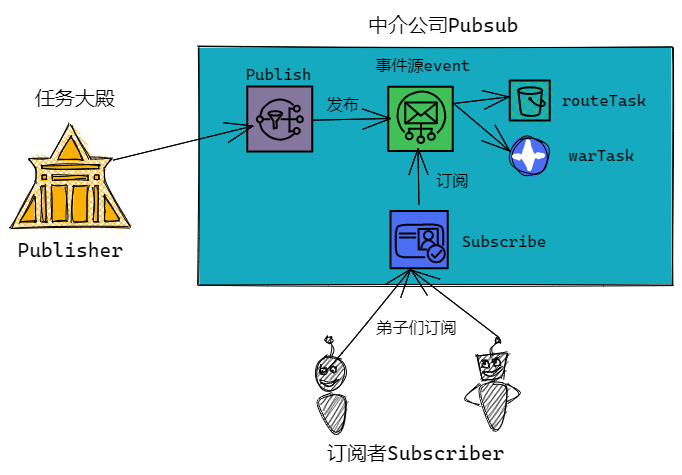 中介公司Pubsub
任务大殿
Publisher
Publish
发布
事件源event
routeTask
warTask
订阅
Subscribe
弟子们订阅
订阅者Subscriber